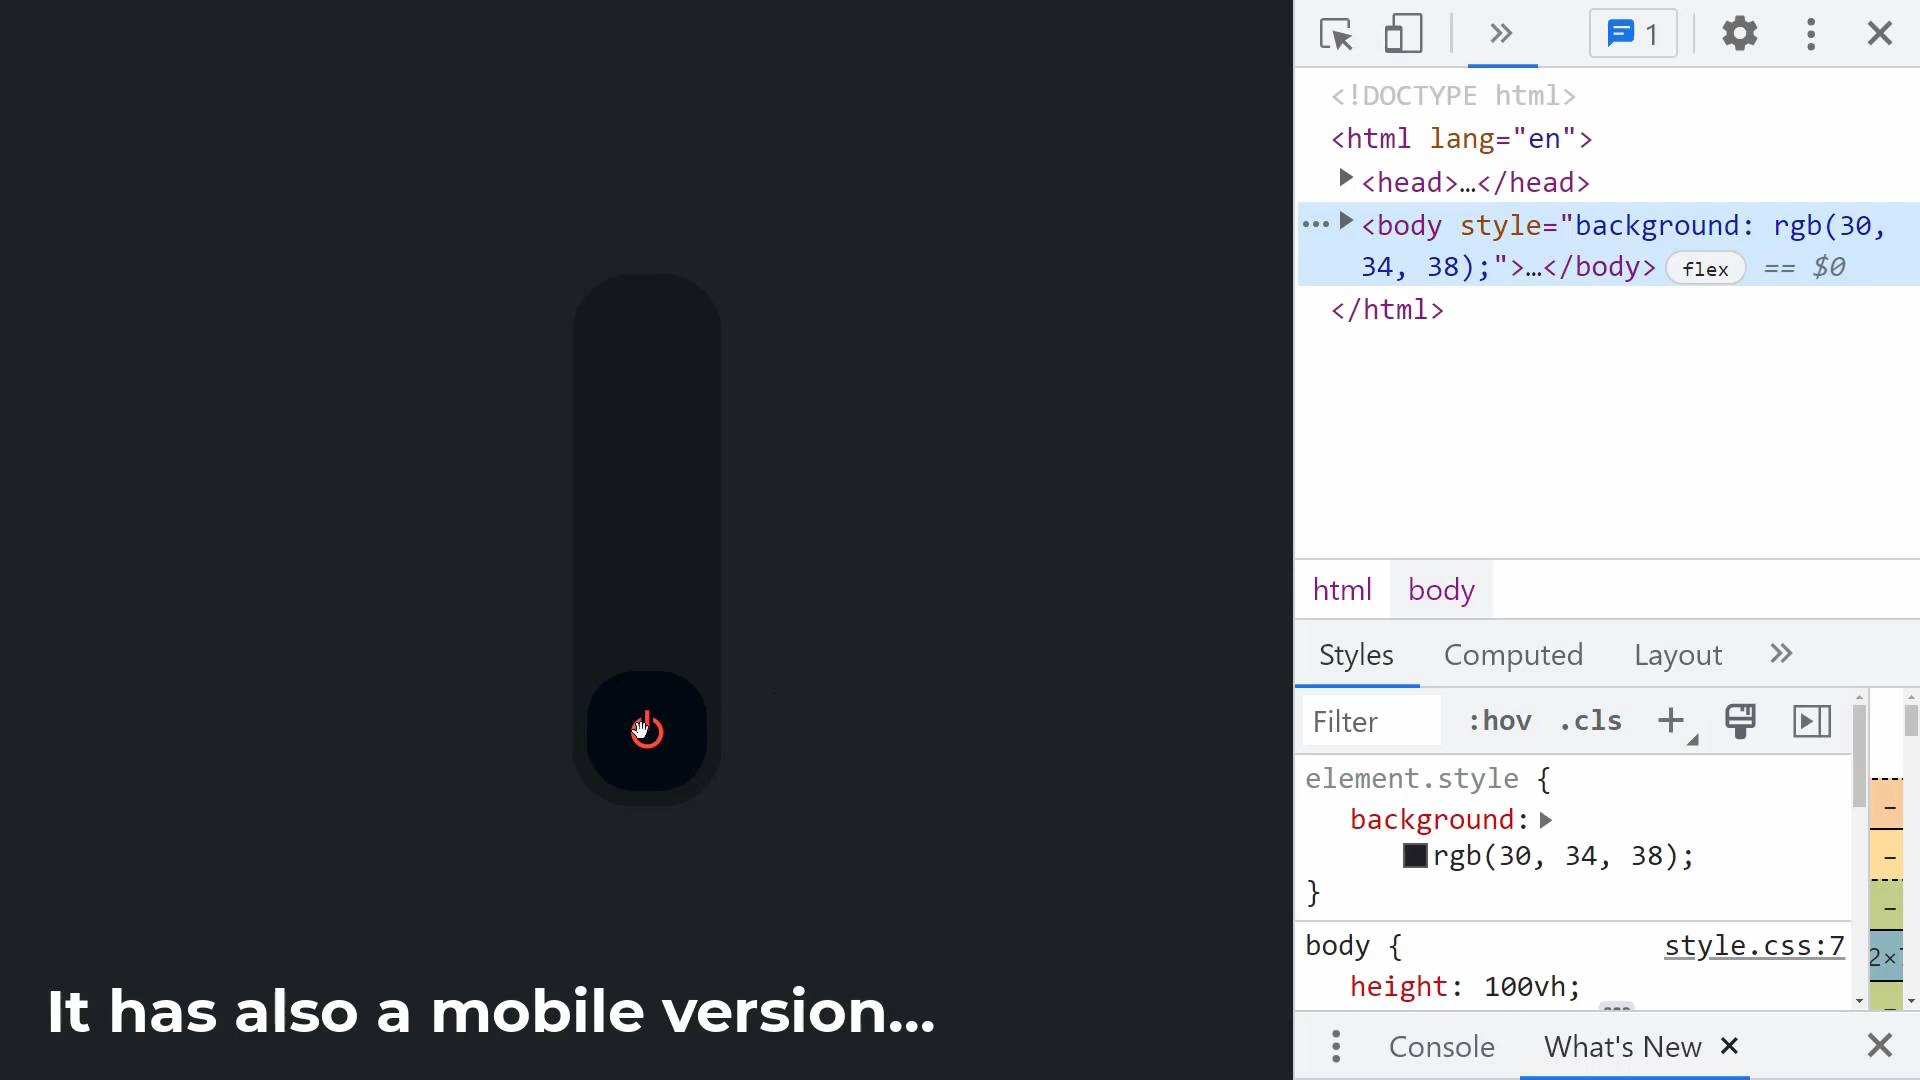 1
<!DOCTYPE html>
<html lang="en">
<head>…</head>
<body style="background: rgb(30,
34, 38);">…</body> flex == $0
</html>
html body
Styles Computed Layout
Filter :hov .cls
element.style {
background:
rgb(30, 34, 38);
}
body { style.css:7
height: 100vh;
It has also a mobile version...
Console What's New